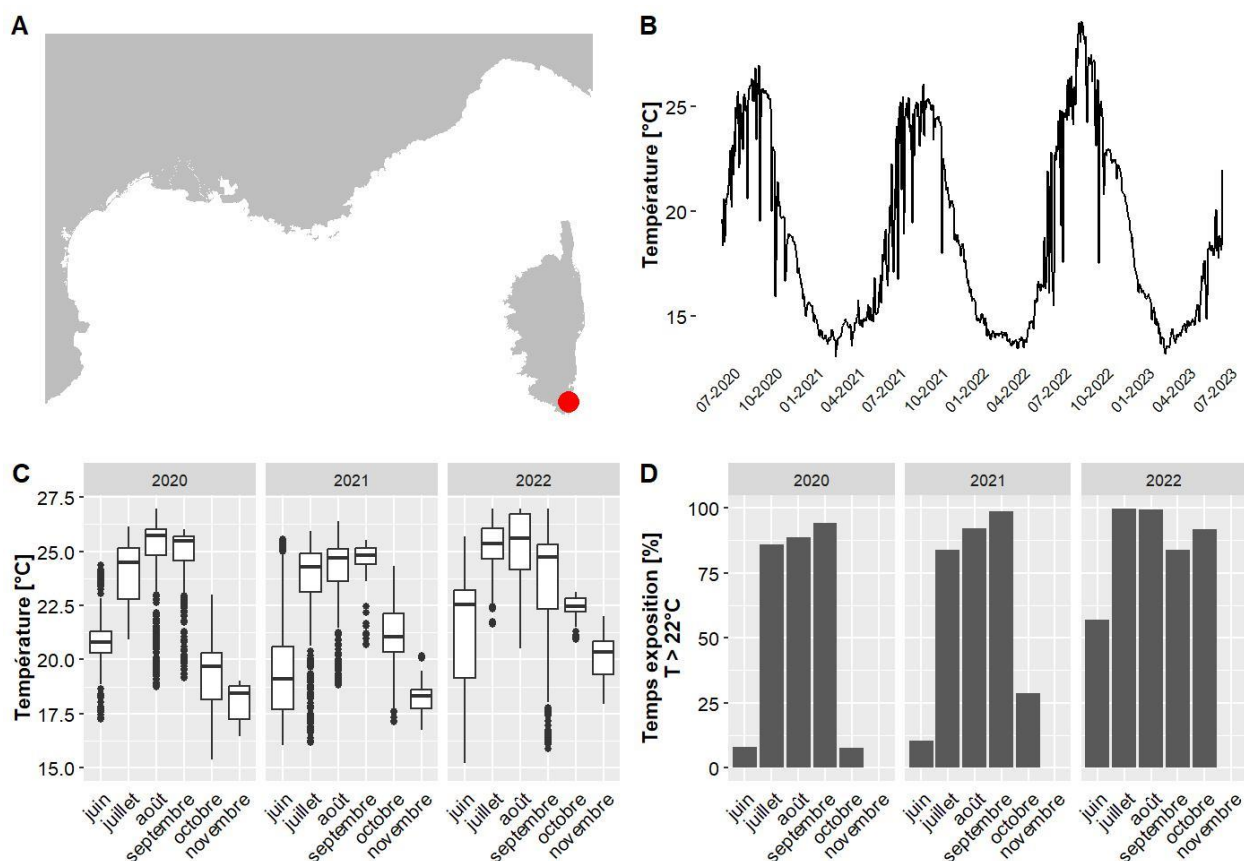 A
B
Température [°C]
25
20
15
07-2020
10-2020
01-2021
04-2021
07-2021
10-2021
01-2022
04-2022
07-2022
10-2022
01-2023
04-2023
07-2023
C
2020
2021
2022
Température [°C]
27.5
25.0
22.5
20.0
17.5
15.0
juin
juillet
août
septembre
octobre
novembre
juin
juillet
août
septembre
octobre
novembre
juin
juillet
août
septembre
octobre
novembre
D
2020
2021
2022
Temps exposition [%]
T > 22°C
100
75
50
25
0
juin
juillet
août
septembre
octobre
novembre
juin
juillet
août
septembre
octobre
novembre
juin
juillet
août
septembre
octobre
novembre